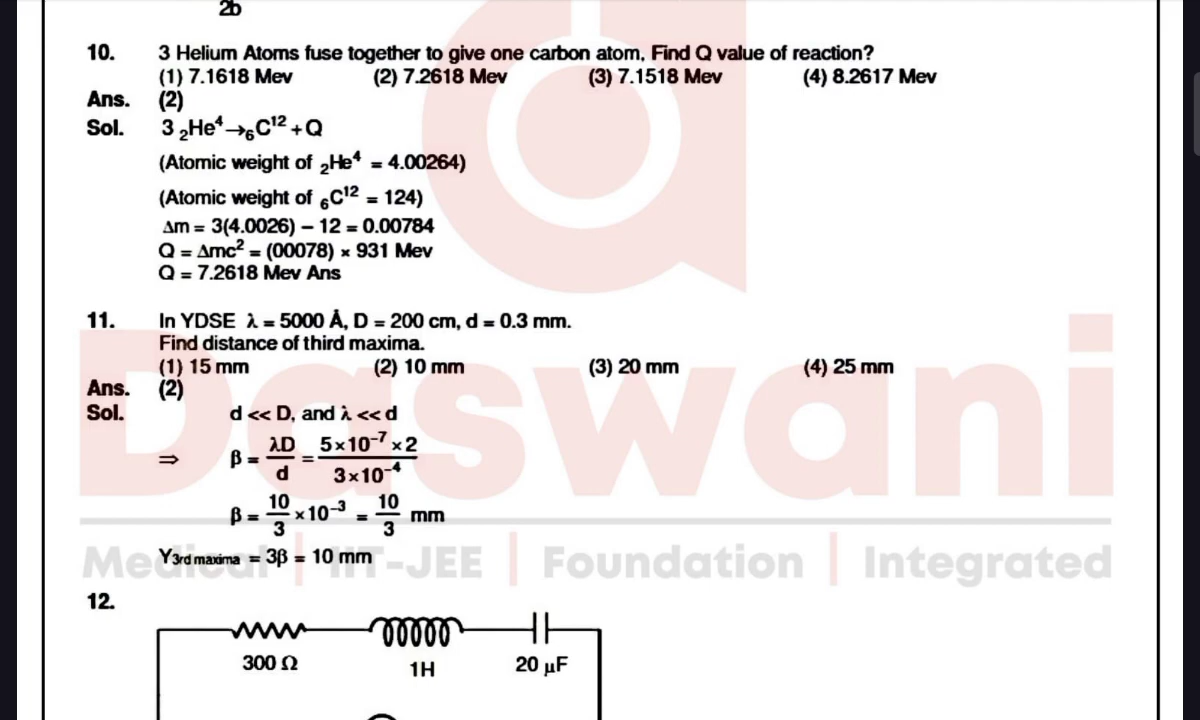 2b
10. 3 Helium Atoms fuse together to give one carbon atom, Find Q value of reaction?
(1) 7.1618 Mev (2) 7.2618 Mev (3) 7.1518 Mev (4) 8.2617 Mev
Ans. (2)
Sol. 3 ₂He⁴→₆C¹² + Q
(Atomic weight of ₂He⁴ = 4.00264)
(Atomic weight of ₆C¹² = 124)
Δm = 3(4.0026) – 12 = 0.00784
Q = Δmc² = (00078) × 931 Mev
Q = 7.2618 Mev Ans
11. In YDSE λ = 5000 Å, D = 200 cm, d = 0.3 mm.
Find distance of third maxima.
(1) 15 mm (2) 10 mm (3) 20 mm (4) 25 mm
Ans. (2)
Sol. d << D, and λ << d
⇒ β = λD/d = 5×10⁻⁷×2/3×10⁻⁴
β = 10/3 ×10⁻³ = 10/3 mm
Y3rd maxima = 3β = 10 mm
Daswani
Medical | IIT-JEE | Foundation | Integrated
12.
300 Ω 1H 20 μF